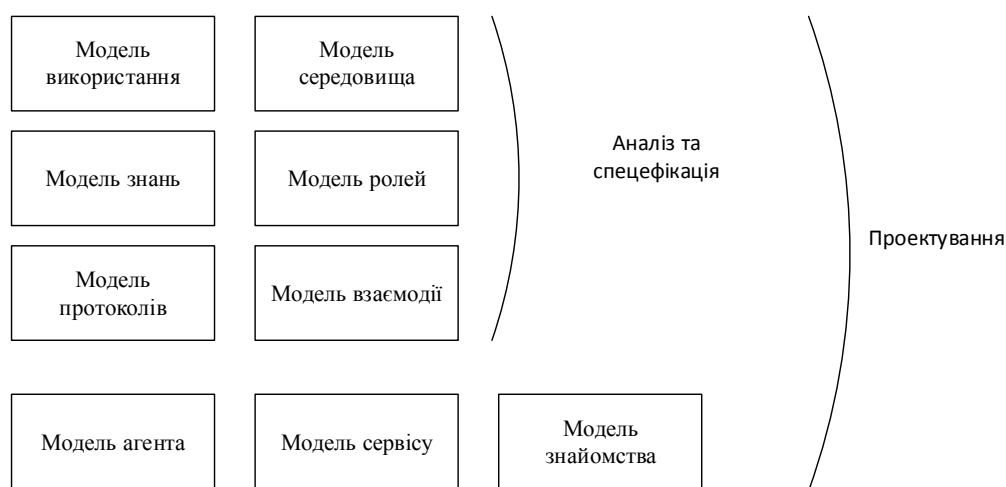 Модель
використання
Модель
середовища
Модель знань
Модель ролей
Модель
протоколів
Модель взаємодії
Аналіз та
спецефікація
Проектування
Модель агента
Модель сервісу
Модель
знайомства